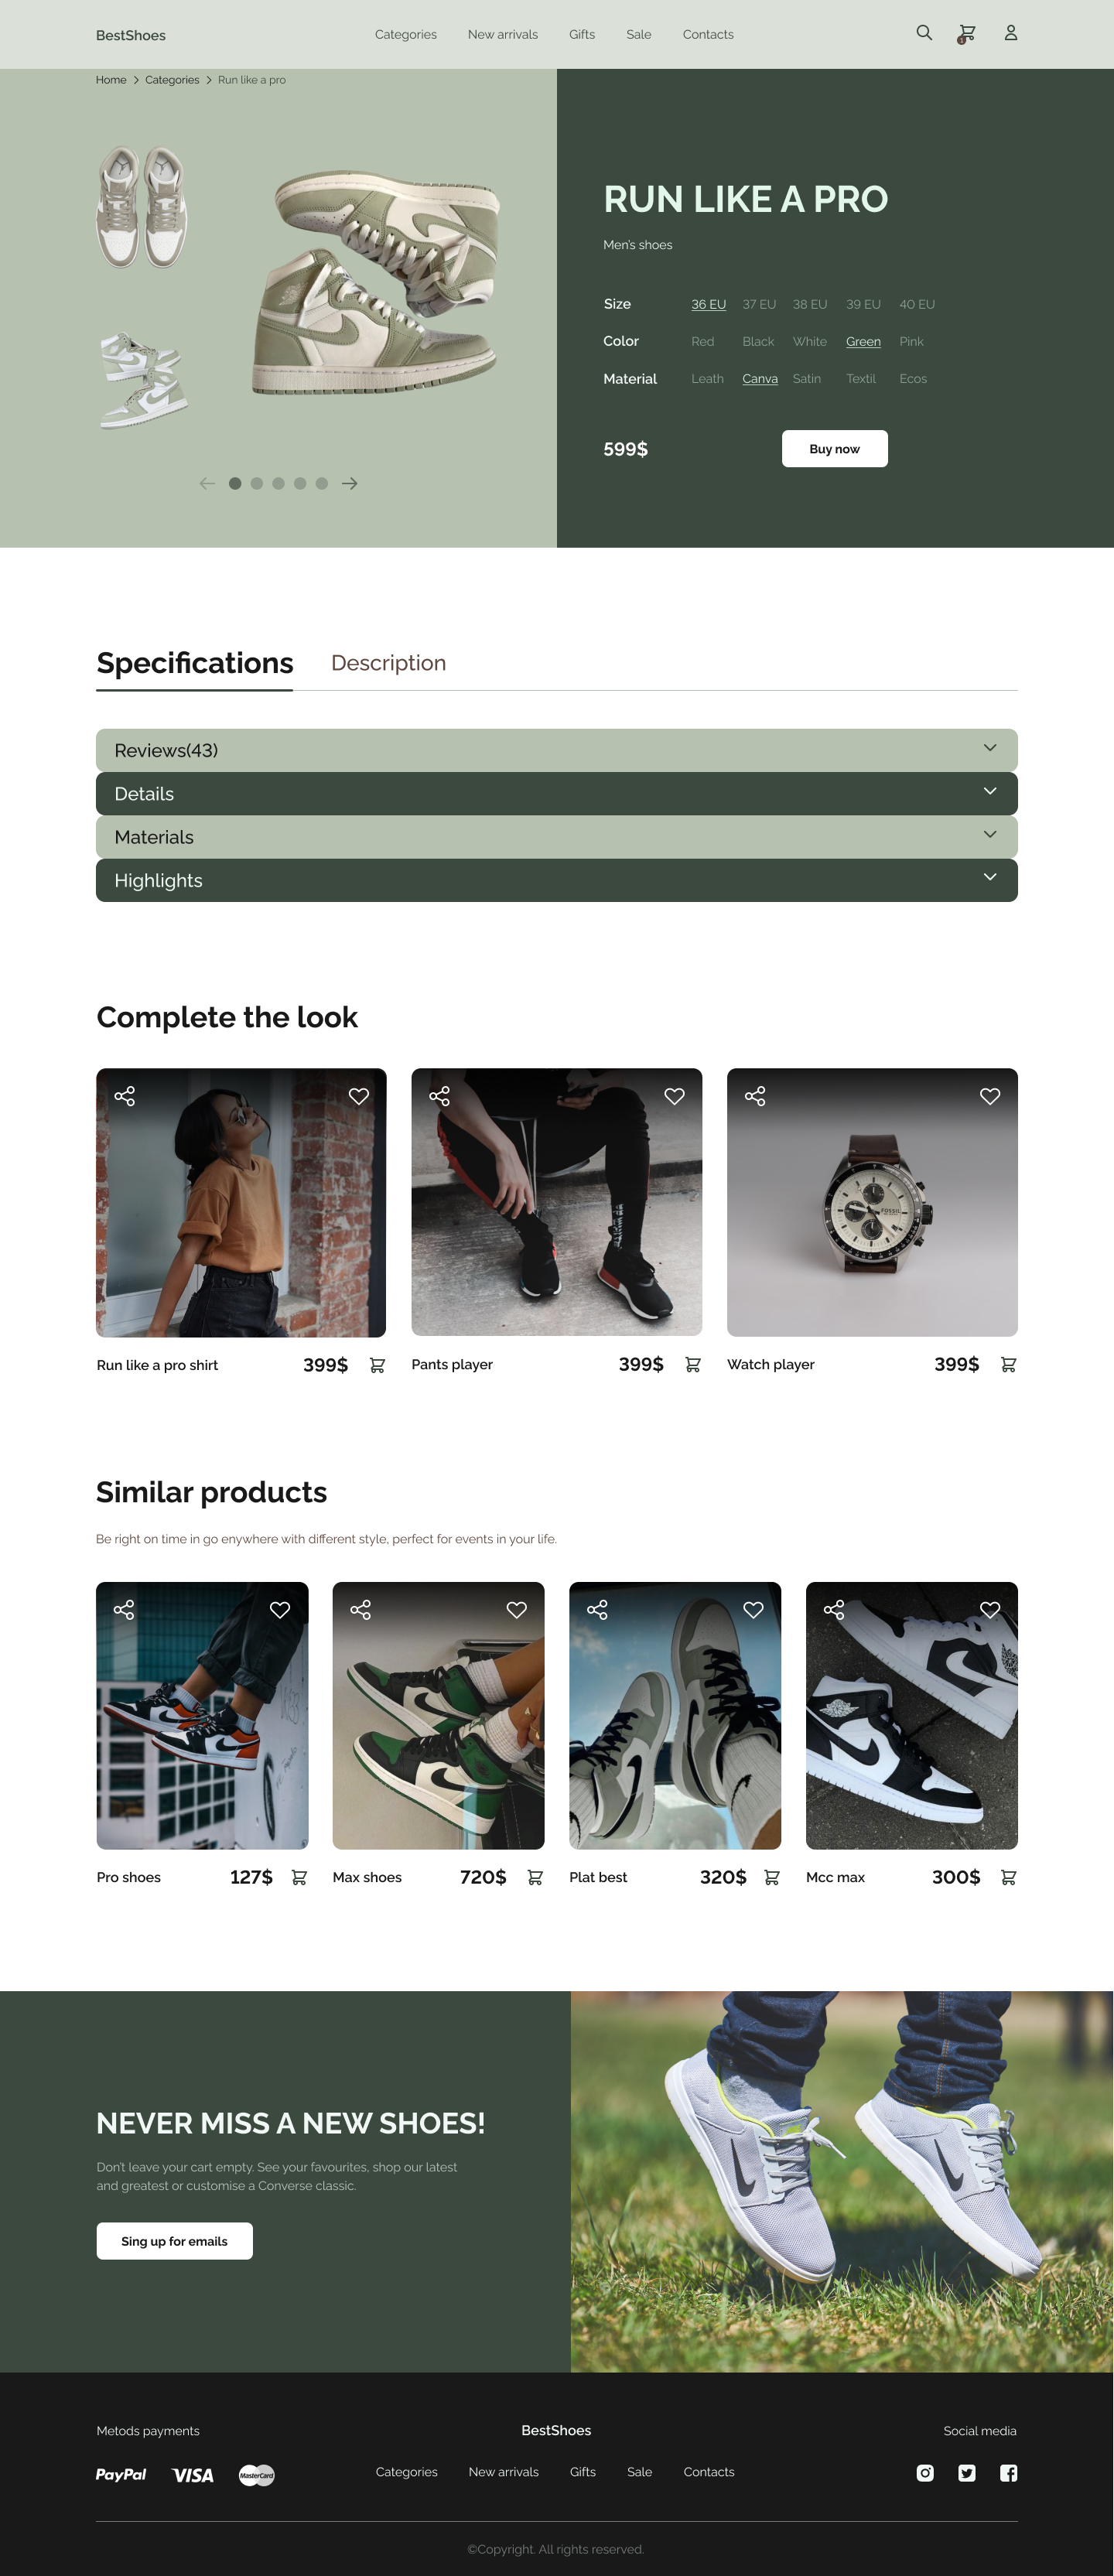 BestShoes
Categories New arrivals Gifts Sale Contacts
1
Home Categories Run like a pro
RUN LIKE A PRO
Men's shoes
Size 36 EU 37 EU 38 EU 39 EU 40 EU
Color Red Black White Green Pink
Material Leath Canva Satin Textil Ecos
599$ Buy now
Specifications Description
Reviews(43)
Details
Materials
Highlights
Complete the look
FOSSIL
Run like a pro shirt 399$
Pants player 399$
Watch player 399$
Similar products
Be right on time in go enywhere with different style, perfect for events in your life.
Pro shoes 127$
Max shoes 720$
Plat best 320$
Mcc max 300$
NEVER MISS A NEW SHOES!
Don't leave your cart empty. See your favourites, shop our latest
and greatest or customise a Converse classic.
Sing up for emails
Metods payments
PayPal VISA MasterCard
BestShoes
Categories New arrivals Gifts Sale Contacts
Social media
©Copyright. All rights reserved.